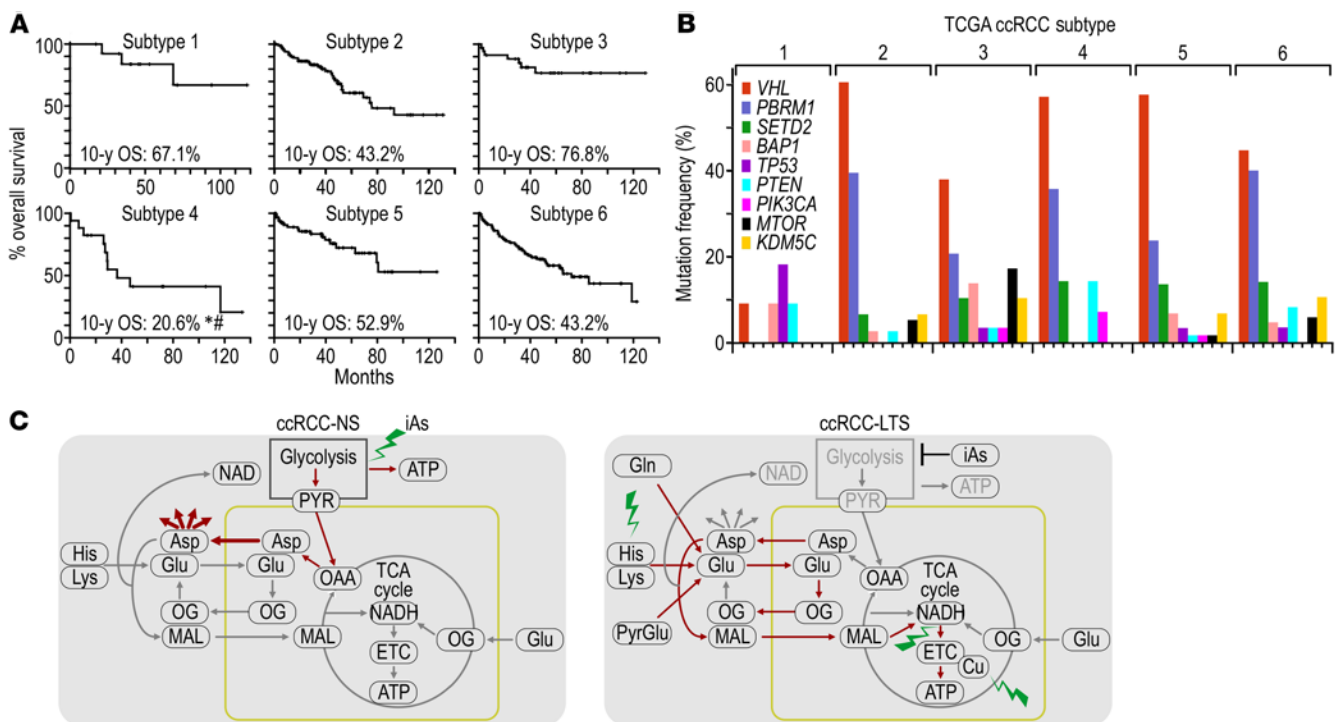 A
% overall survival
Subtype 1
100
50
0
10-y OS: 67.1%
0 40 80 120
Subtype 2
10-y OS: 43.2%
0 40 80 120
Subtype 3
10-y OS: 76.8%
0 40 80 120
Subtype 4
100
50
0
10-y OS: 20.6% *#
0 40 80 120
Subtype 5
10-y OS: 52.9%
0 40 80 120
Subtype 6
10-y OS: 43.2%
0 40 80 120
Months
B
TCGA ccRCC subtype
1 2 3 4 5 6
Mutation frequency (%)
60
40
20
0
VHL
PBRM1
SETD2
BAP1
TP53
PTEN
PIK3CA
MTOR
KDM5C
C
ccRCC-NS
iAs
Glycolysis
NAD
ATP
PYR
Asp
Asp
His
Lys
Glu
Glu
OAA
TCA
cycle
NADH
OG
OG
MAL
MAL
OG
Glu
ETC
ATP
ccRCC-LTS
Gln
NAD
Glycolysis
iAs
ATP
PYR
Asp
Asp
His
Lys
Glu
Glu
OAA
TCA
cycle
NADH
OG
OG
PyrGlu
MAL
MAL
OG
Glu
ETC
Cu
ATP